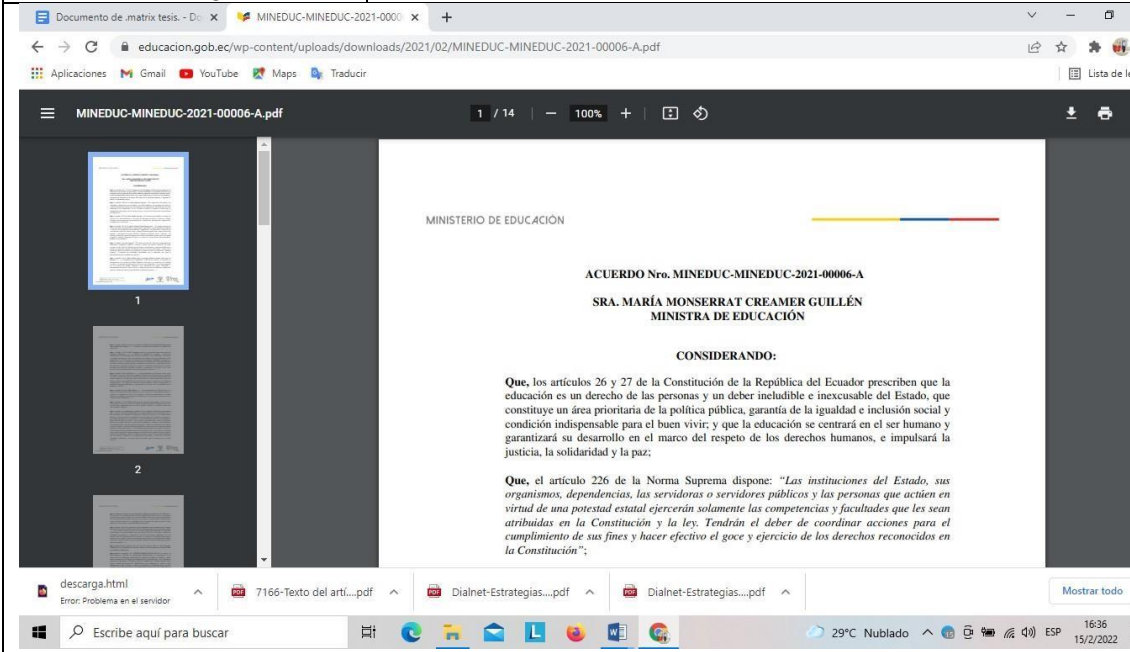 Documento de .matrix tesis. - Do
MINEDUC-MINEDUC-2021-0000
educacion.gob.ec/wp-content/uploads/downloads/2021/02/MINEDUC-MINEDUC-2021-00006-A.pdf
Aplicaciones Gmail YouTube Maps Traducir Lista de le
MINEDUC-MINEDUC-2021-00006-A.pdf 1 / 14 — 100% +
1
2
MINISTERIO DE EDUCACIÓN
ACUERDO Nro. MINEDUC-MINEDUC-2021-00006-A
SRA. MARÍA MONSERRAT CREAMER GUILLÉN
MINISTRA DE EDUCACIÓN
CONSIDERANDO:
Que, los artículos 26 y 27 de la Constitución de la República del Ecuador prescriben que la
educación es un derecho de las personas y un deber ineludible e inexcusable del Estado, que
constituye un área prioritaria de la política pública, garantía de la igualdad e inclusión social y
condición indispensable para el buen vivir; y que la educación se centrará en el ser humano y
garantizará su desarrollo en el marco del respeto de los derechos humanos, e impulsará la
justicia, la solidaridad y la paz;
Que, el artículo 226 de la Norma Suprema dispone: “Las instituciones del Estado, sus
organismos, dependencias, las servidoras o servidores públicos y las personas que actúen en
virtud de una potestad estatal ejercerán solamente las competencias y facultades que les sean
atribuidas en la Constitución y la ley. Tendrán el deber de coordinar acciones para el
cumplimiento de sus fines y hacer efectivo el goce y ejercicio de los derechos reconocidos en
la Constitución”;
descarga.html
Error: Problema en el servidor
7166-Texto del artí....pdf
Dialnet-Estrategias....pdf
Dialnet-Estrategias....pdf
Mostrar todo
Escribe aquí para buscar
29°C Nublado
ESP
16:36
15/2/2022